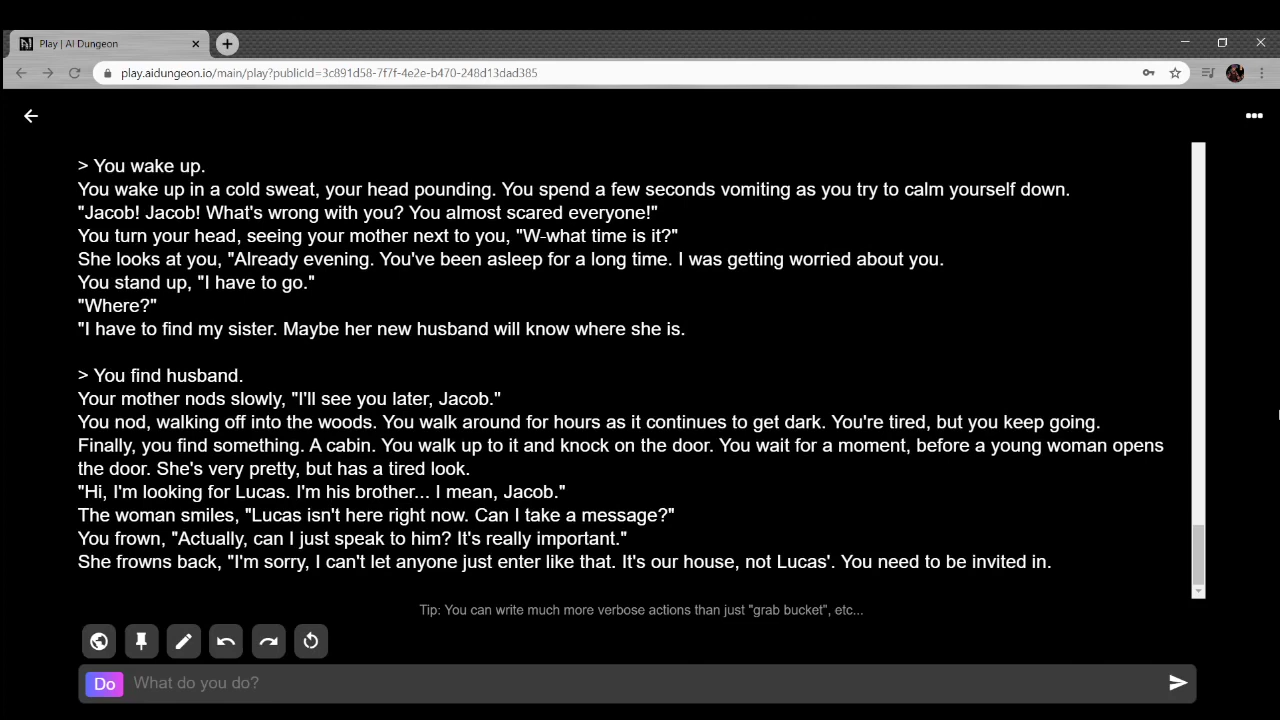 Play | AI Dungeon
play.aidungeon.io/main/play?publicId=3c891d58-7f7f-4e2e-b470-248d13dad385
> You wake up.
You wake up in a cold sweat, your head pounding. You spend a few seconds vomiting as you try to calm yourself down.
"Jacob! Jacob! What's wrong with you? You almost scared everyone!"
You turn your head, seeing your mother next to you, "W-what time is it?"
She looks at you, "Already evening. You've been asleep for a long time. I was getting worried about you.
You stand up, "I have to go."
"Where?"
"I have to find my sister. Maybe her new husband will know where she is.
> You find husband.
Your mother nods slowly, "I'll see you later, Jacob."
You nod, walking off into the woods. You walk around for hours as it continues to get dark. You're tired, but you keep going.
Finally, you find something. A cabin. You walk up to it and knock on the door. You wait for a moment, before a young woman opens
the door. She's very pretty, but has a tired look.
"Hi, I'm looking for Lucas. I'm his brother... I mean, Jacob."
The woman smiles, "Lucas isn't here right now. Can I take a message?"
You frown, "Actually, can I just speak to him? It's really important."
She frowns back, "I'm sorry, I can't let anyone just enter like that. It's our house, not Lucas'. You need to be invited in.
Tip: You can write much more verbose actions than just "grab bucket", etc...
Do What do you do?